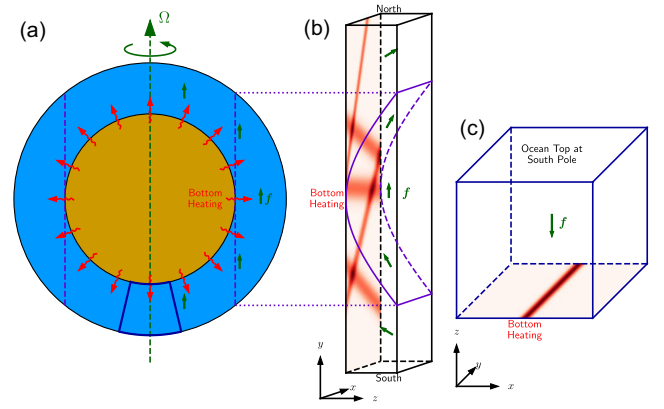 (a)
Ω
Bottom
Heating
f
(b)
North
Bottom
Heating
f
South
y
x
z
(c)
Ocean Top at
South Pole
f
Bottom
Heating
z
y
x